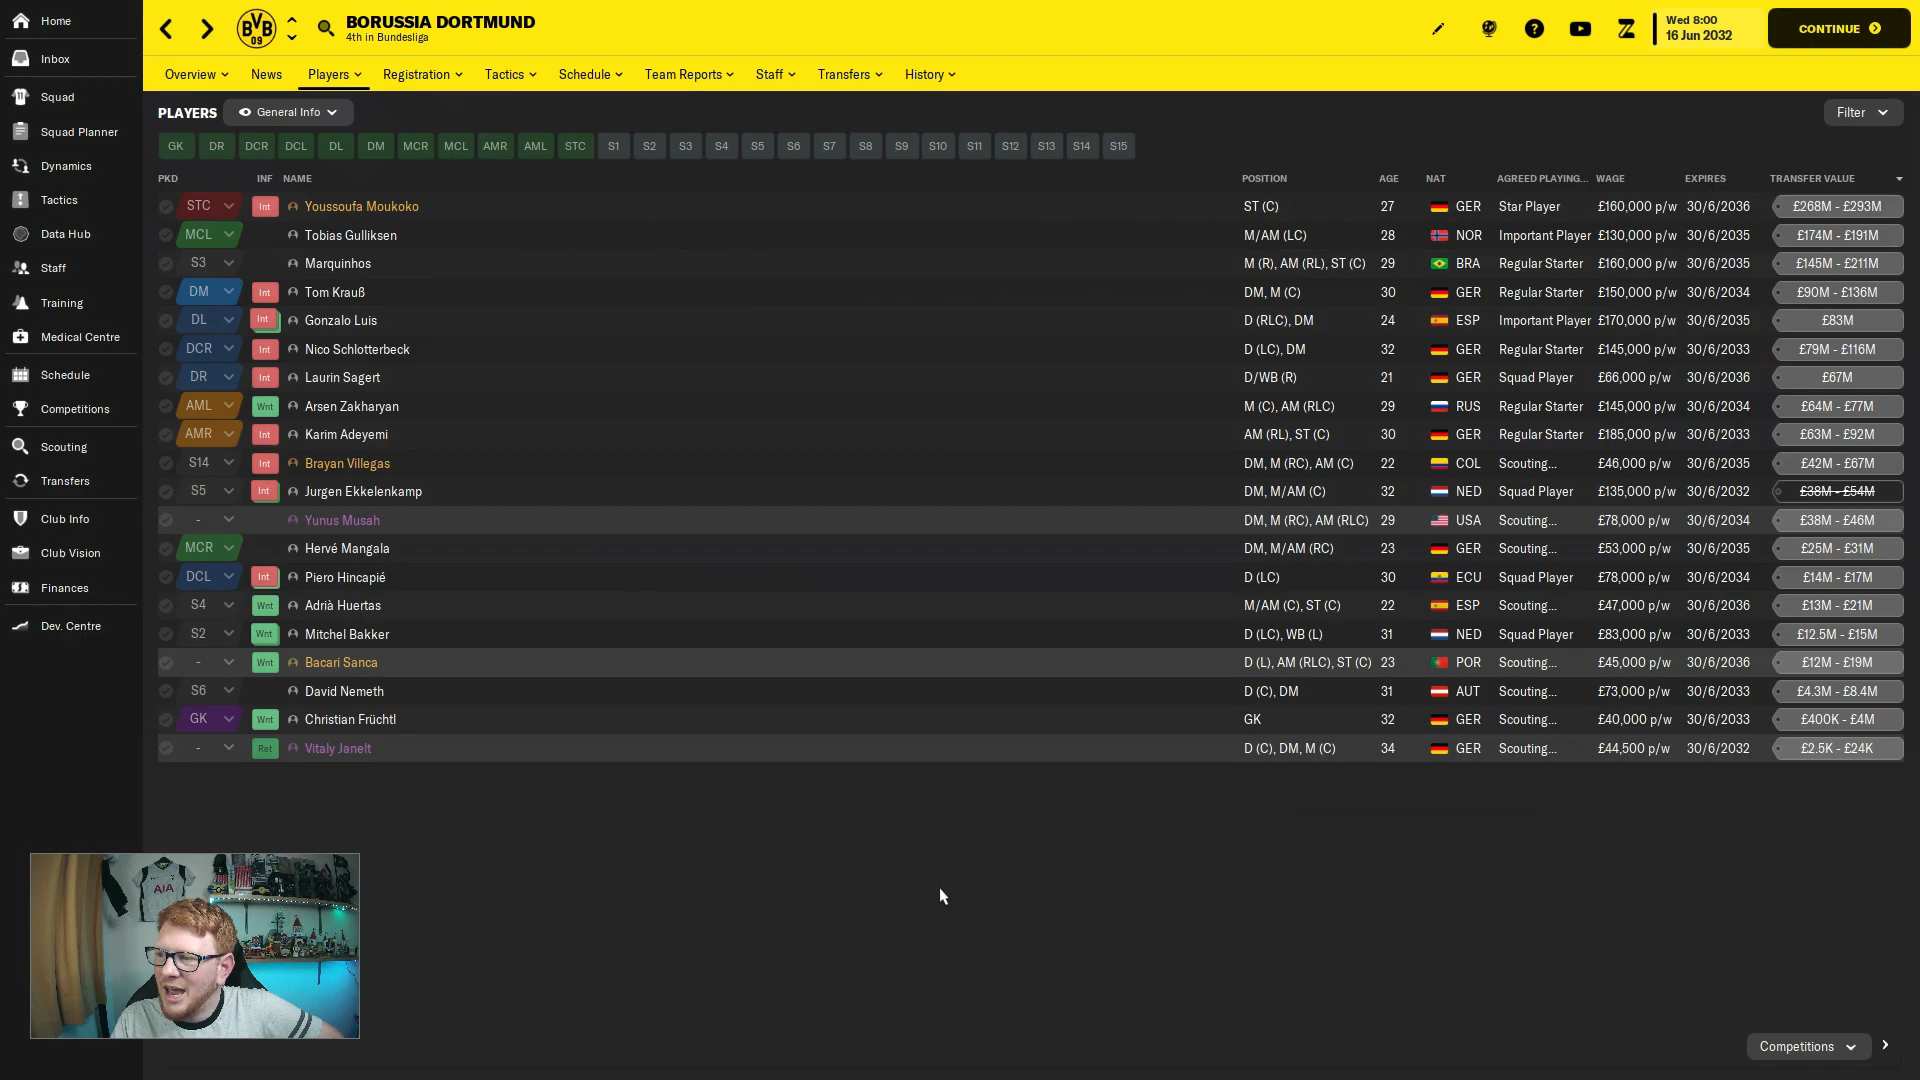 Home
Inbox
Squad
Squad Planner
Dynamics
Tactics
Data Hub
Staff
Training
Medical Centre
Schedule
Competitions
Scouting
Transfers
Club Info
Club Vision
Finances
Dev. Centre
BVB 09
BORUSSIA DORTMUND
4th in Bundesliga
Wed 8:00
16 Jun 2032
CONTINUE
Overview News Players Registration Tactics Schedule Team Reports Staff Transfers History
PLAYERS General Info Filter
GK DR DCR DCL DL DM MCR MCL AMR AML STC S1 S2 S3 S4 S5 S6 S7 S8 S9 S10 S11 S12 S13 S14 S15
PKD INF NAME POSITION AGE NAT AGREED PLAYING... WAGE EXPIRES TRANSFER VALUE
STC Int Youssoufa Moukoko ST (C) 27 GER Star Player £160,000 p/w 30/6/2036 £268M - £293M
MCL Tobias Gulliksen M/AM (LC) 28 NOR Important Player £130,000 p/w 30/6/2035 £174M - £191M
S3 Marquinhos M (R), AM (RL), ST (C) 29 BRA Regular Starter £160,000 p/w 30/6/2035 £145M - £211M
DM Int Tom Krauß DM, M (C) 30 GER Regular Starter £150,000 p/w 30/6/2034 £90M - £136M
DL Int Gonzalo Luis D (RLC), DM 24 ESP Important Player £170,000 p/w 30/6/2035 £83M
DCR Int Nico Schlotterbeck D (LC), DM 32 GER Regular Starter £145,000 p/w 30/6/2033 £79M - £116M
DR Int Laurin Sagert D/WB (R) 21 GER Squad Player £66,000 p/w 30/6/2036 £67M
AML Wnt Arsen Zakharyan M (C), AM (RLC) 29 RUS Regular Starter £145,000 p/w 30/6/2034 £64M - £77M
AMR Int Karim Adeyemi AM (RL), ST (C) 30 GER Regular Starter £185,000 p/w 30/6/2033 £63M - £92M
S14 Int Brayan Villegas DM, M (RC), AM (C) 22 COL Scouting... £46,000 p/w 30/6/2035 £42M - £67M
S5 Int Jurgen Ekkelenkamp DM, M/AM (C) 32 NED Squad Player £135,000 p/w 30/6/2032 £38M - £54M
- Yunus Musah DM, M (RC), AM (RLC) 29 USA Scouting... £78,000 p/w 30/6/2034 £38M - £46M
MCR Hervé Mangala DM, M/AM (RC) 23 GER Scouting... £53,000 p/w 30/6/2035 £25M - £31M
DCL Int Piero Hincapié D (LC) 30 ECU Squad Player £78,000 p/w 30/6/2034 £14M - £17M
S4 Wnt Adrià Huertas M/AM (C), ST (C) 22 ESP Scouting... £47,000 p/w 30/6/2036 £13M - £21M
S2 Wnt Mitchel Bakker D (LC), WB (L) 31 NED Squad Player £83,000 p/w 30/6/2033 £12.5M - £15M
- Wnt Bacari Sanca D (L), AM (RLC), ST (C) 23 POR Scouting... £45,000 p/w 30/6/2036 £12M - £19M
S6 David Nemeth D (C), DM 31 AUT Scouting... £73,000 p/w 30/6/2033 £4.3M - £8.4M
GK Wnt Christian Früchtl GK 32 GER Scouting... £40,000 p/w 30/6/2033 £400K - £4M
- Ret Vitaly Janelt D (C), DM, M (C) 34 GER Scouting... £44,500 p/w 30/6/2032 £2.5K - £24K
AIA
Competitions